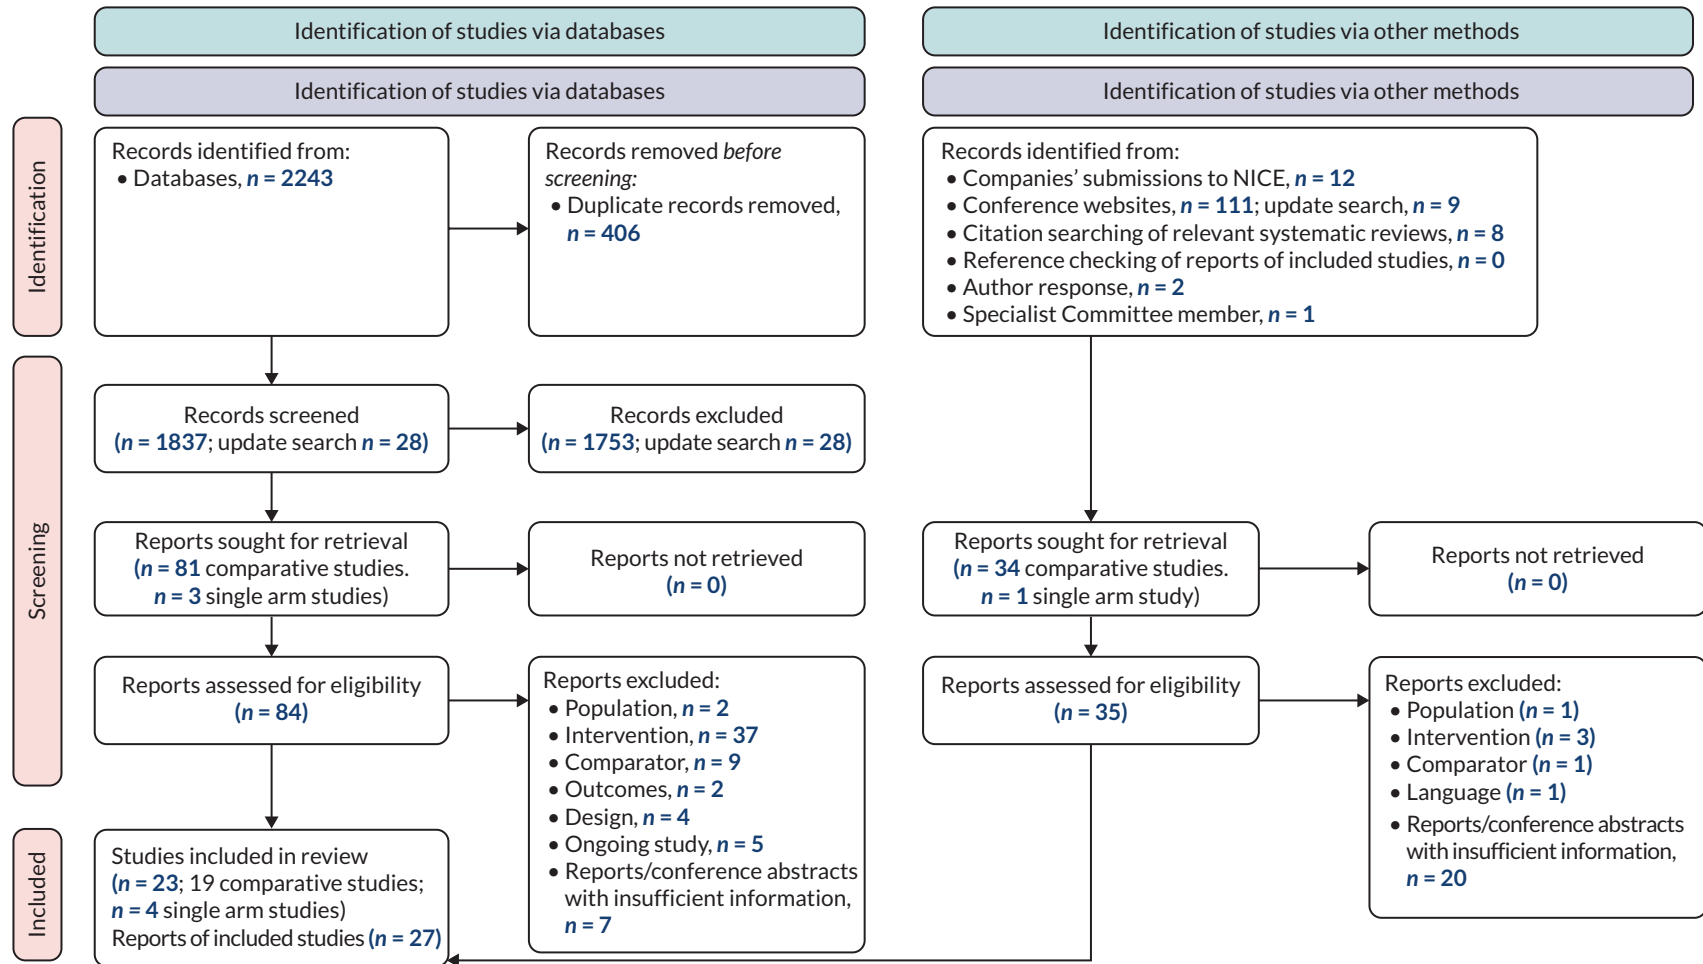 Identification of studies via databases
Identification of studies via other methods
Identification of studies via databases
Identification of studies via other methods
Identification
Records identified from:
• Databases, n = 2243
Records removed before
screening:
• Duplicate records removed,
n = 406
Records identified from:
• Companies’ submissions to NICE, n = 12
• Conference websites, n = 111; update search, n = 9
• Citation searching of relevant systematic reviews, n = 8
• Reference checking of reports of included studies, n = 0
• Author response, n = 2
• Specialist Committee member, n = 1
Screening
Records screened
(n = 1837; update search n = 28)
Records excluded
(n = 1753; update search n = 28)
Reports sought for retrieval
(n = 81 comparative studies.
n = 3 single arm studies)
Reports not retrieved
(n = 0)
Reports sought for retrieval
(n = 34 comparative studies.
n = 1 single arm study)
Reports not retrieved
(n = 0)
Reports assessed for eligibility
(n = 84)
Reports excluded:
• Population, n = 2
• Intervention, n = 37
• Comparator, n = 9
• Outcomes, n = 2
• Design, n = 4
• Ongoing study, n = 5
• Reports/conference abstracts
with insufficient information,
n = 7
Reports assessed for eligibility
(n = 35)
Reports excluded:
• Population (n = 1)
• Intervention (n = 3)
• Comparator (n = 1)
• Language (n = 1)
• Reports/conference abstracts
with insufficient information,
n = 20
Included
Studies included in review
(n = 23; 19 comparative studies;
n = 4 single arm studies)
Reports of included studies (n = 27)